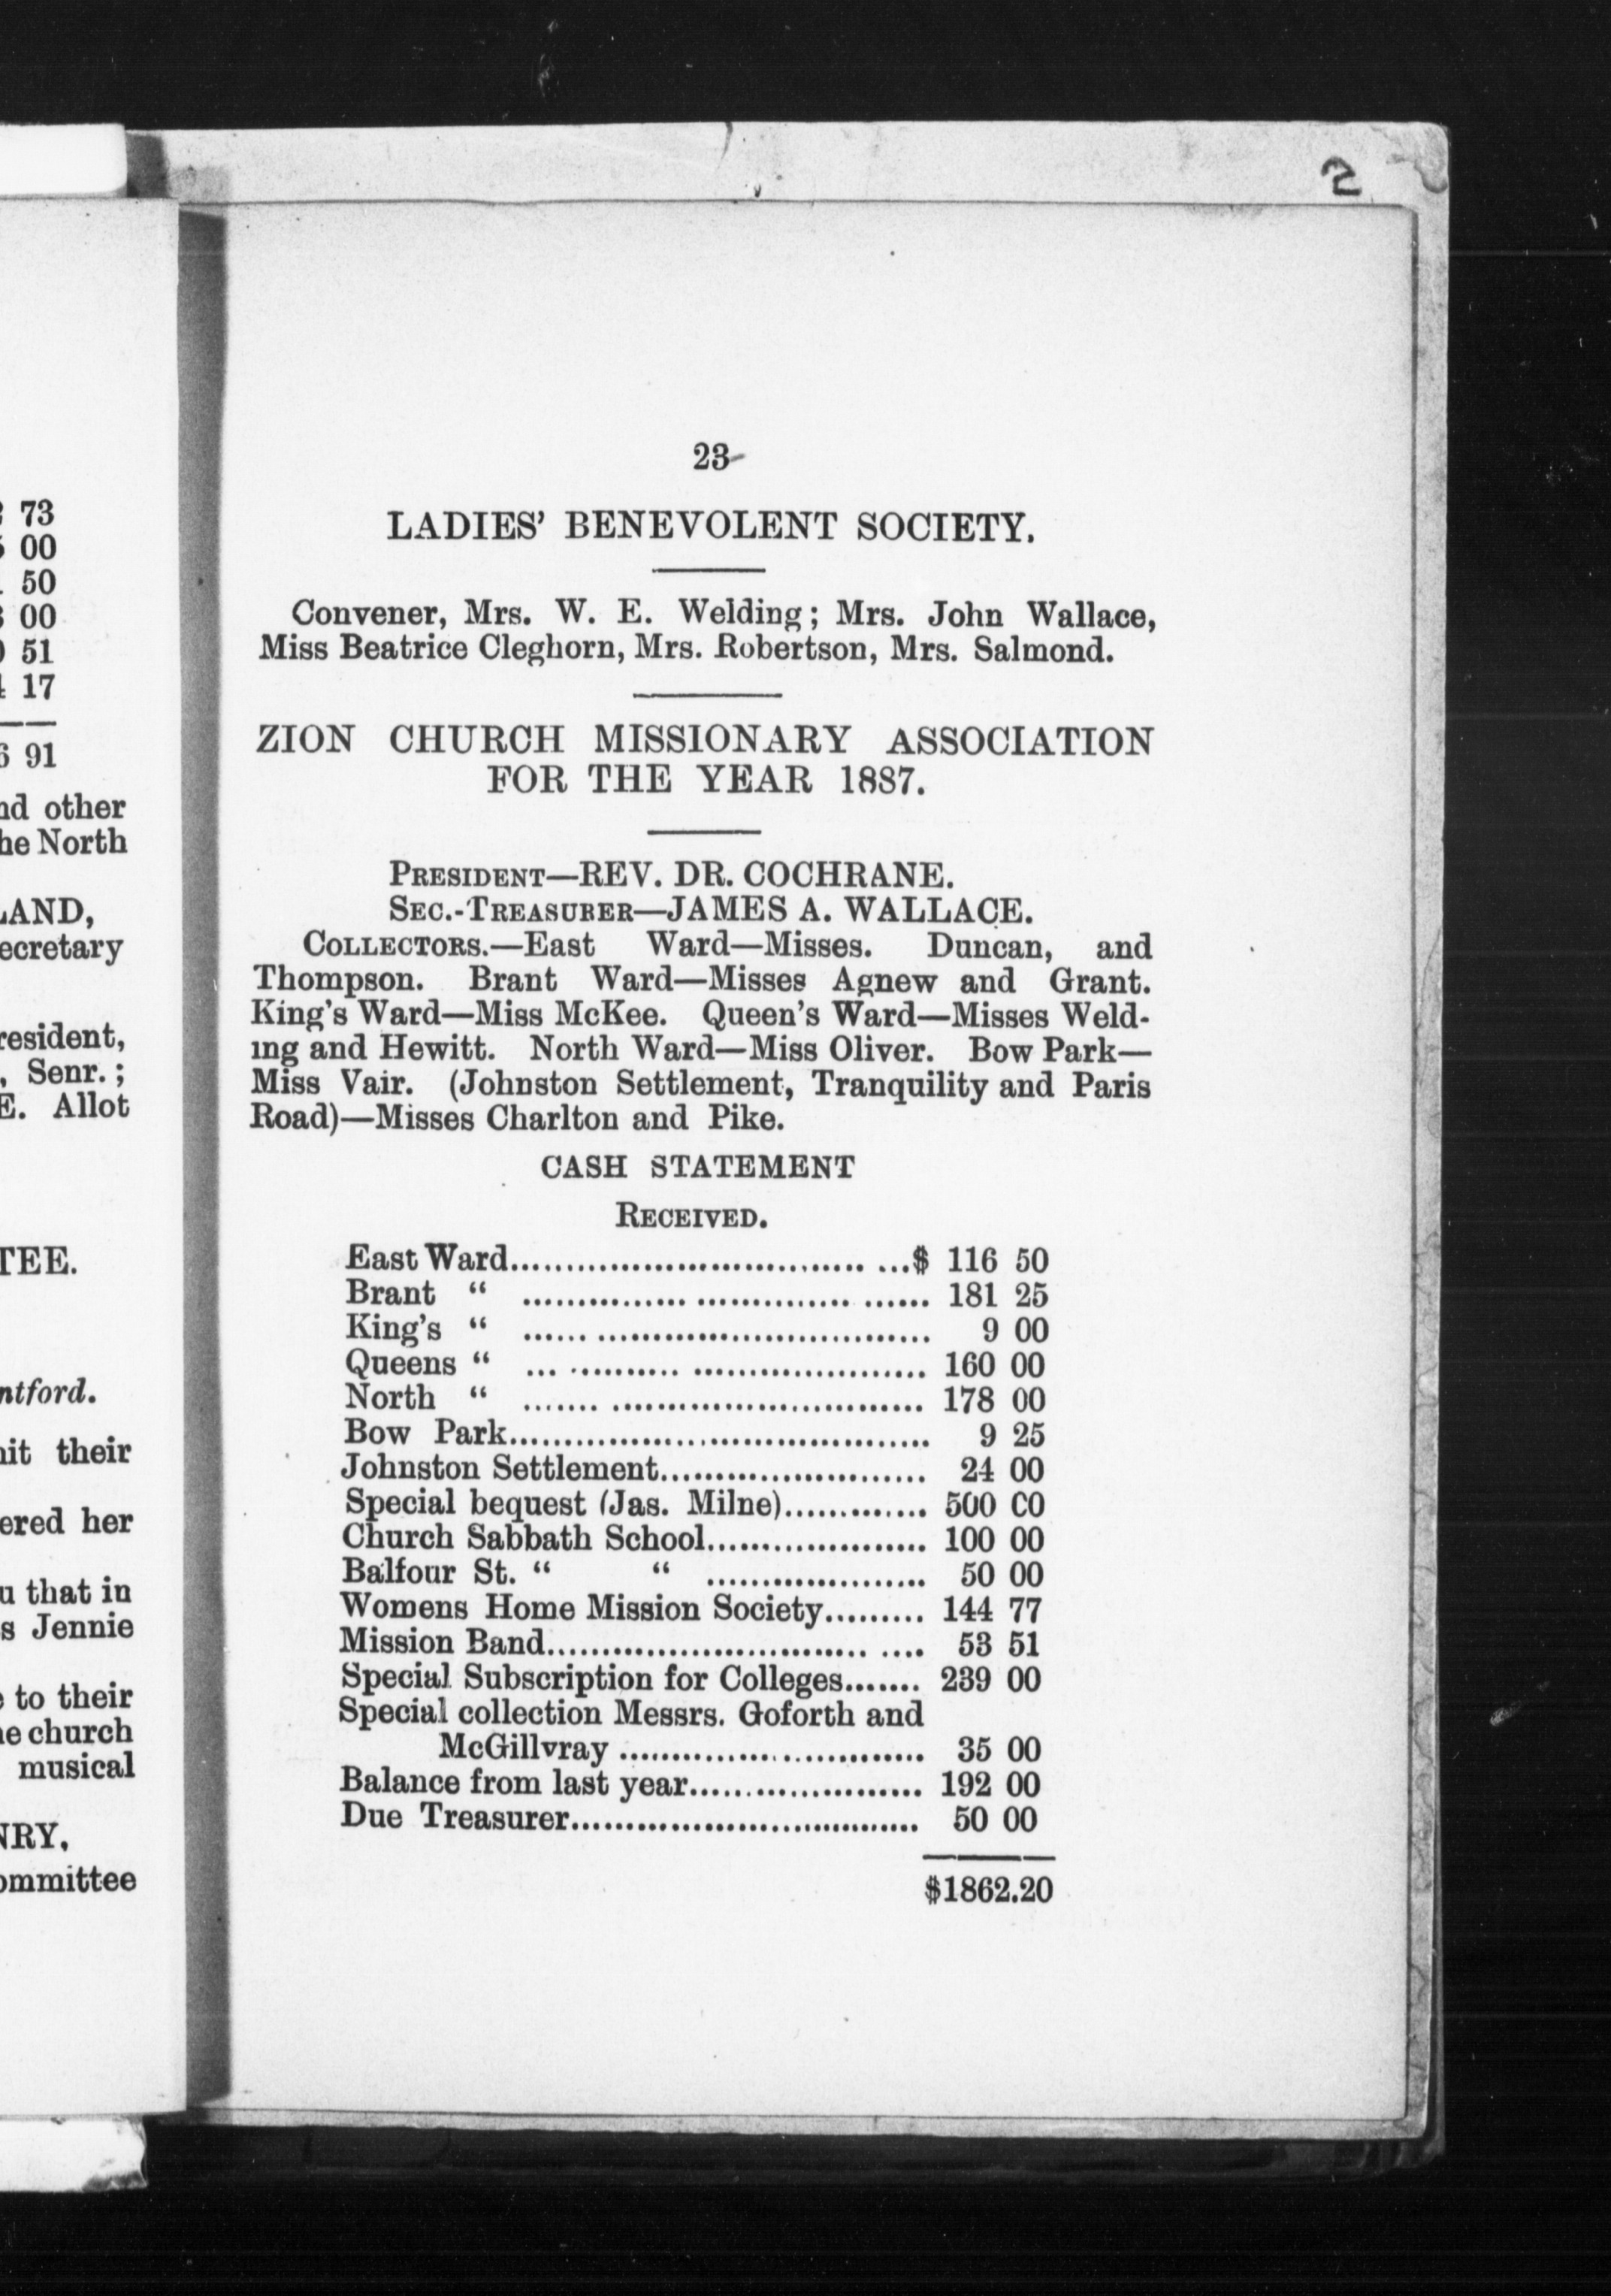 2
73
00
50
00
51
17
91
other
he North
LAND,
Senr. ;
E. Allot
their
her
that in
Jennie
to their
church
musical
23
LADIES' BENEVOLENT SOCIETY.
Convener, Mrs. W. E. Welding; Mrs. John Wallace,
Miss Beatrice Cleghorn, Mrs. Robertson, Mrs. Salmond.
ZION CHURCH MISSIONARY ASSOCIATION
FOR THE YEAR 1887.
PRESIDENT—REV. DR. COCHRANE.
SEC.-TREASURER—JAMES A. WALLACE.
COLLECTORS.—East Ward—Misses. Duncan, and
Thompson. Brant Ward—Misses Agnew and Grant.
King's Ward—Miss McKee. Queen's Ward—Misses Weld-
ing and Hewitt. North Ward—Miss Oliver. Bow Park—
Miss Vair. (Johnston Settlement, Tranquility and Paris
Road)—Misses Charlton and Pike.
CASH STATEMENT
RECEIVED.
East Ward.................................. ...$ 116 50
Brant “ ............... .............. ...... 181 25
King's “ ...... ............................... 9 00
Queens “ ... .......... ...................... 160 00
North “ ....... ............................. 178 00
Bow Park....................................... 9 25
Johnston Settlement........................ 24 00
Special bequest (Jas. Milne)............. 500 00
Church Sabbath School.................... 100 00
Balfour St. “ “ .................... 50 00
Womens Home Mission Society......... 144 77
Mission Band............................. .... 53 51
Special Subscription for Colleges....... 239 00
Special collection Messrs. Goforth and
McGillvray ............................ 35 00
Balance from last year..................... 192 00
Due Treasurer................................ 50 00
$1862.20